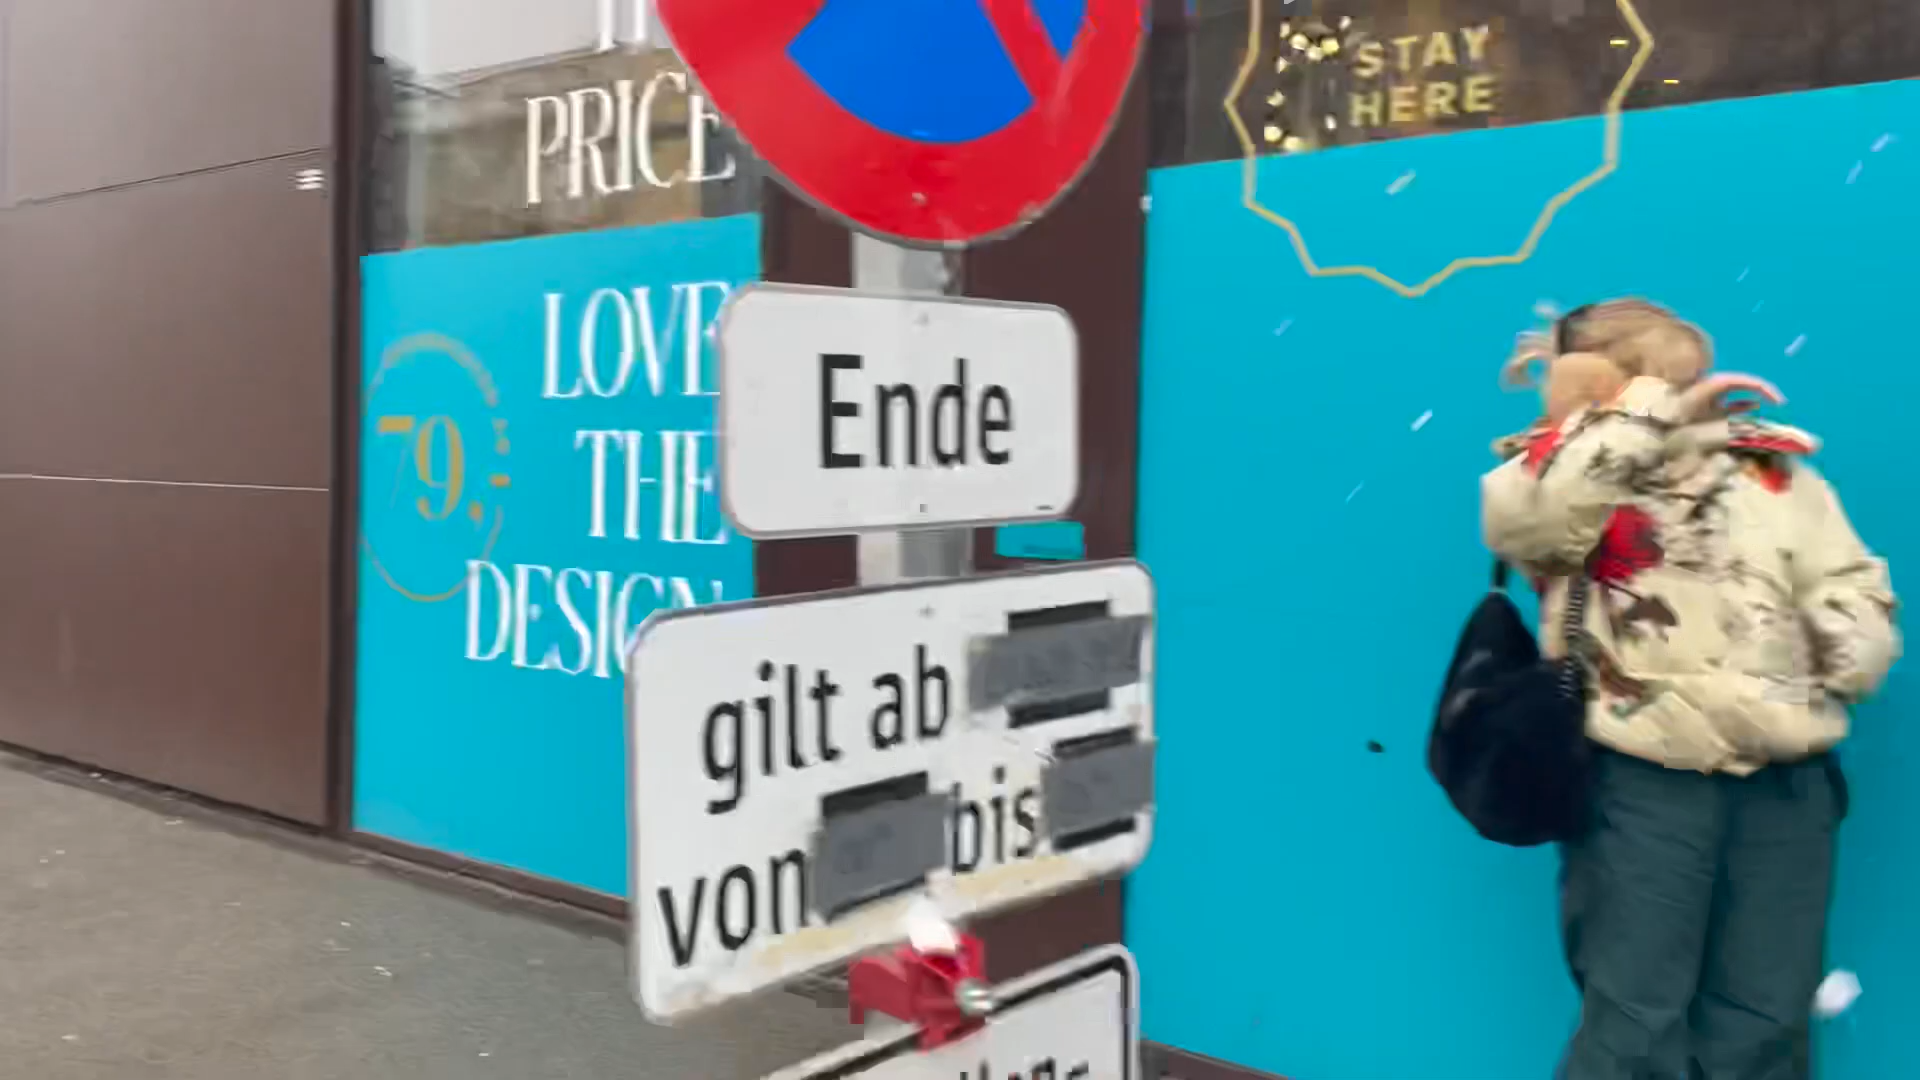 PRICE
LOVE
THE
DESIGN
79,-
STAY
HERE
Ende
gilt ab
von bis